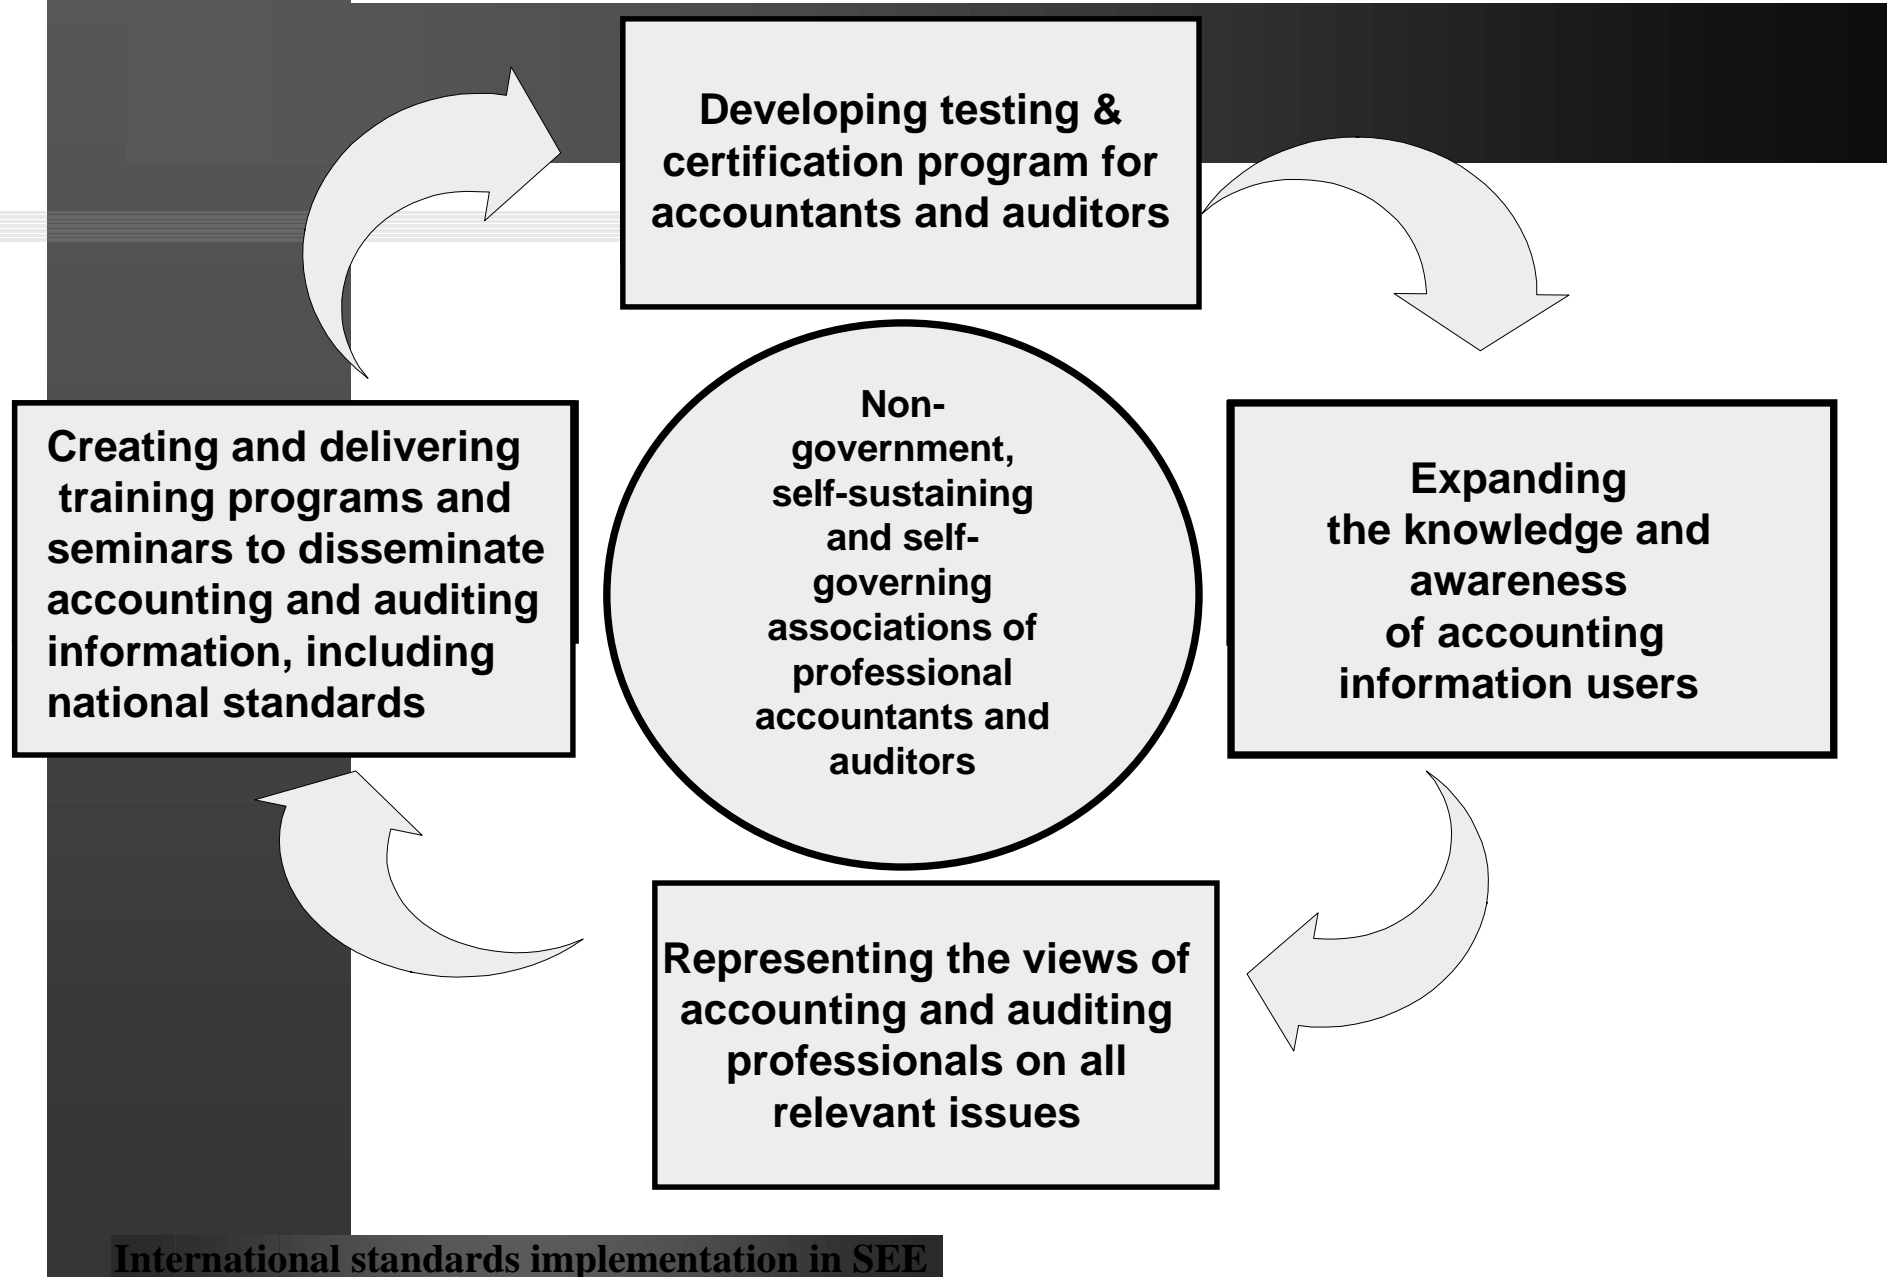 Developing testing &
certification program for
accountants and auditors
Creating and delivering
training programs and
seminars to disseminate
accounting and auditing
information, including
national standards
Non-
government,
self-sustaining
and self-
governing
associations of
professional
accountants and
auditors
Expanding
the knowledge and
awareness
of accounting
information users
Representing the views of
accounting and auditing
professionals on all
relevant issues
International standards implementation in SEE